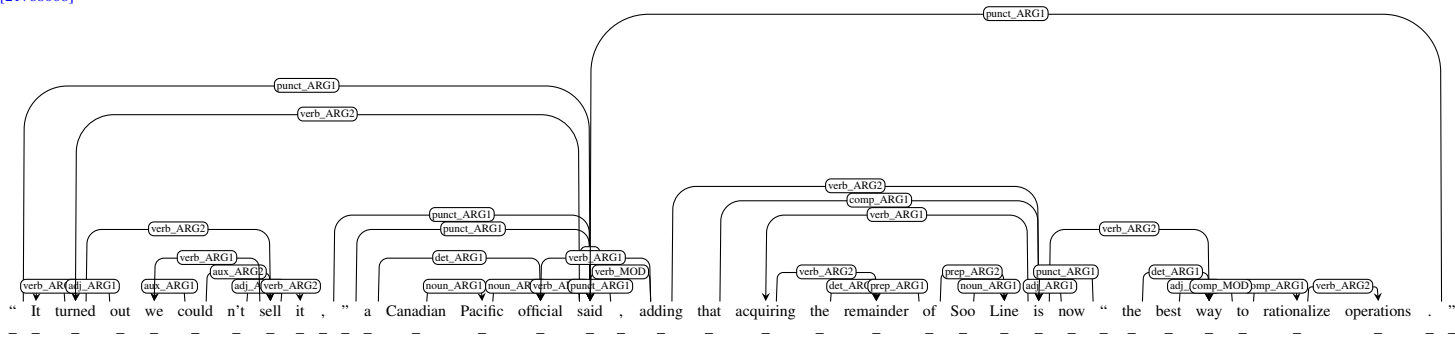 punct_ARG1
punct_ARG1
verb_ARG2
verb_ARG2
comp_ARG1
punct_ARG1 verb_ARG1
verb_ARG2 punct_ARG1 verb_ARG2
verb_ARG1 det_ARG1 verb_ARG1
aux_ARG2 verb_MOD verb_ARG2 prep_ARG2 punct_ARG1 det_ARG1
adj_ARG1 aux_ARG1 verb_ARG2 noun_ARG1 punct_ARG1 prep_ARG1 noun_ARG1 adj_ARG1 comp_MOD verb_ARG2
“ It turned out we could n’t sell it , ” a Canadian Pacific official said , adding that acquiring the remainder of Soo Line is now “ the best way to rationalize operations . ”
_ _ _ _ _ _ _ _ _ _ _ _ _ _ _ _ _ _ _ _ _ _ _ _ _ _ _ _ _ _ _ _ _ _ _ _